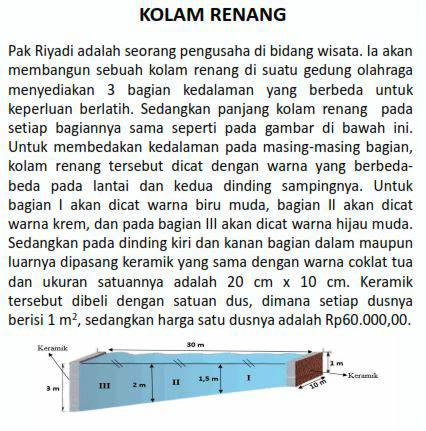 KOLAM RENANG
Pak Riyadi adalah seorang pengusaha di bidang wisata. Ia akan
membangun sebuah kolam renang di suatu gedung olahraga
menyediakan 3 bagian kedalaman yang berbeda untuk
keperluan berlatih. Sedangkan panjang kolam renang pada
setiap bagiannya sama seperti pada gambar di bawah ini.
Untuk membedakan kedalaman pada masing-masing bagian,
kolam renang tersebut dicat dengan warna yang berbeda-
beda pada lantai dan kedua dinding sampingnya. Untuk
bagian I akan dicat warna biru muda, bagian II akan dicat
warna krem, dan pada bagian III akan dicat warna hijau muda.
Sedangkan pada dinding kiri dan kanan bagian dalam maupun
luarnya dipasang keramik yang sama dengan warna coklat tua
dan ukuran satuannya adalah 20 cm x 10 cm. Keramik
tersebut dibeli dengan satuan dus, dimana setiap dusnya
berisi 1 m², sedangkan harga satu dusnya adalah Rp60.000,00.
Keramik
30 m
1 m
3 m
III
2 m
II
1,5 m
I
10 m
Keramik